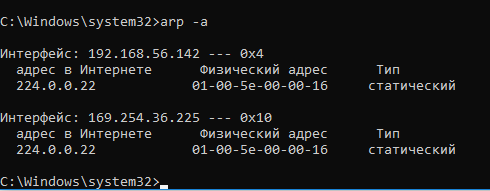 C:\Windows\system32>arp -a
Интерфейс: 192.168.56.142 --- 0x4
адрес в Интернете Физический адрес Тип
224.0.0.22 01-00-5e-00-00-16 статический
Интерфейс: 169.254.36.225 --- 0x10
адрес в Интернете Физический адрес Тип
224.0.0.22 01-00-5e-00-00-16 статический
C:\Windows\system32>